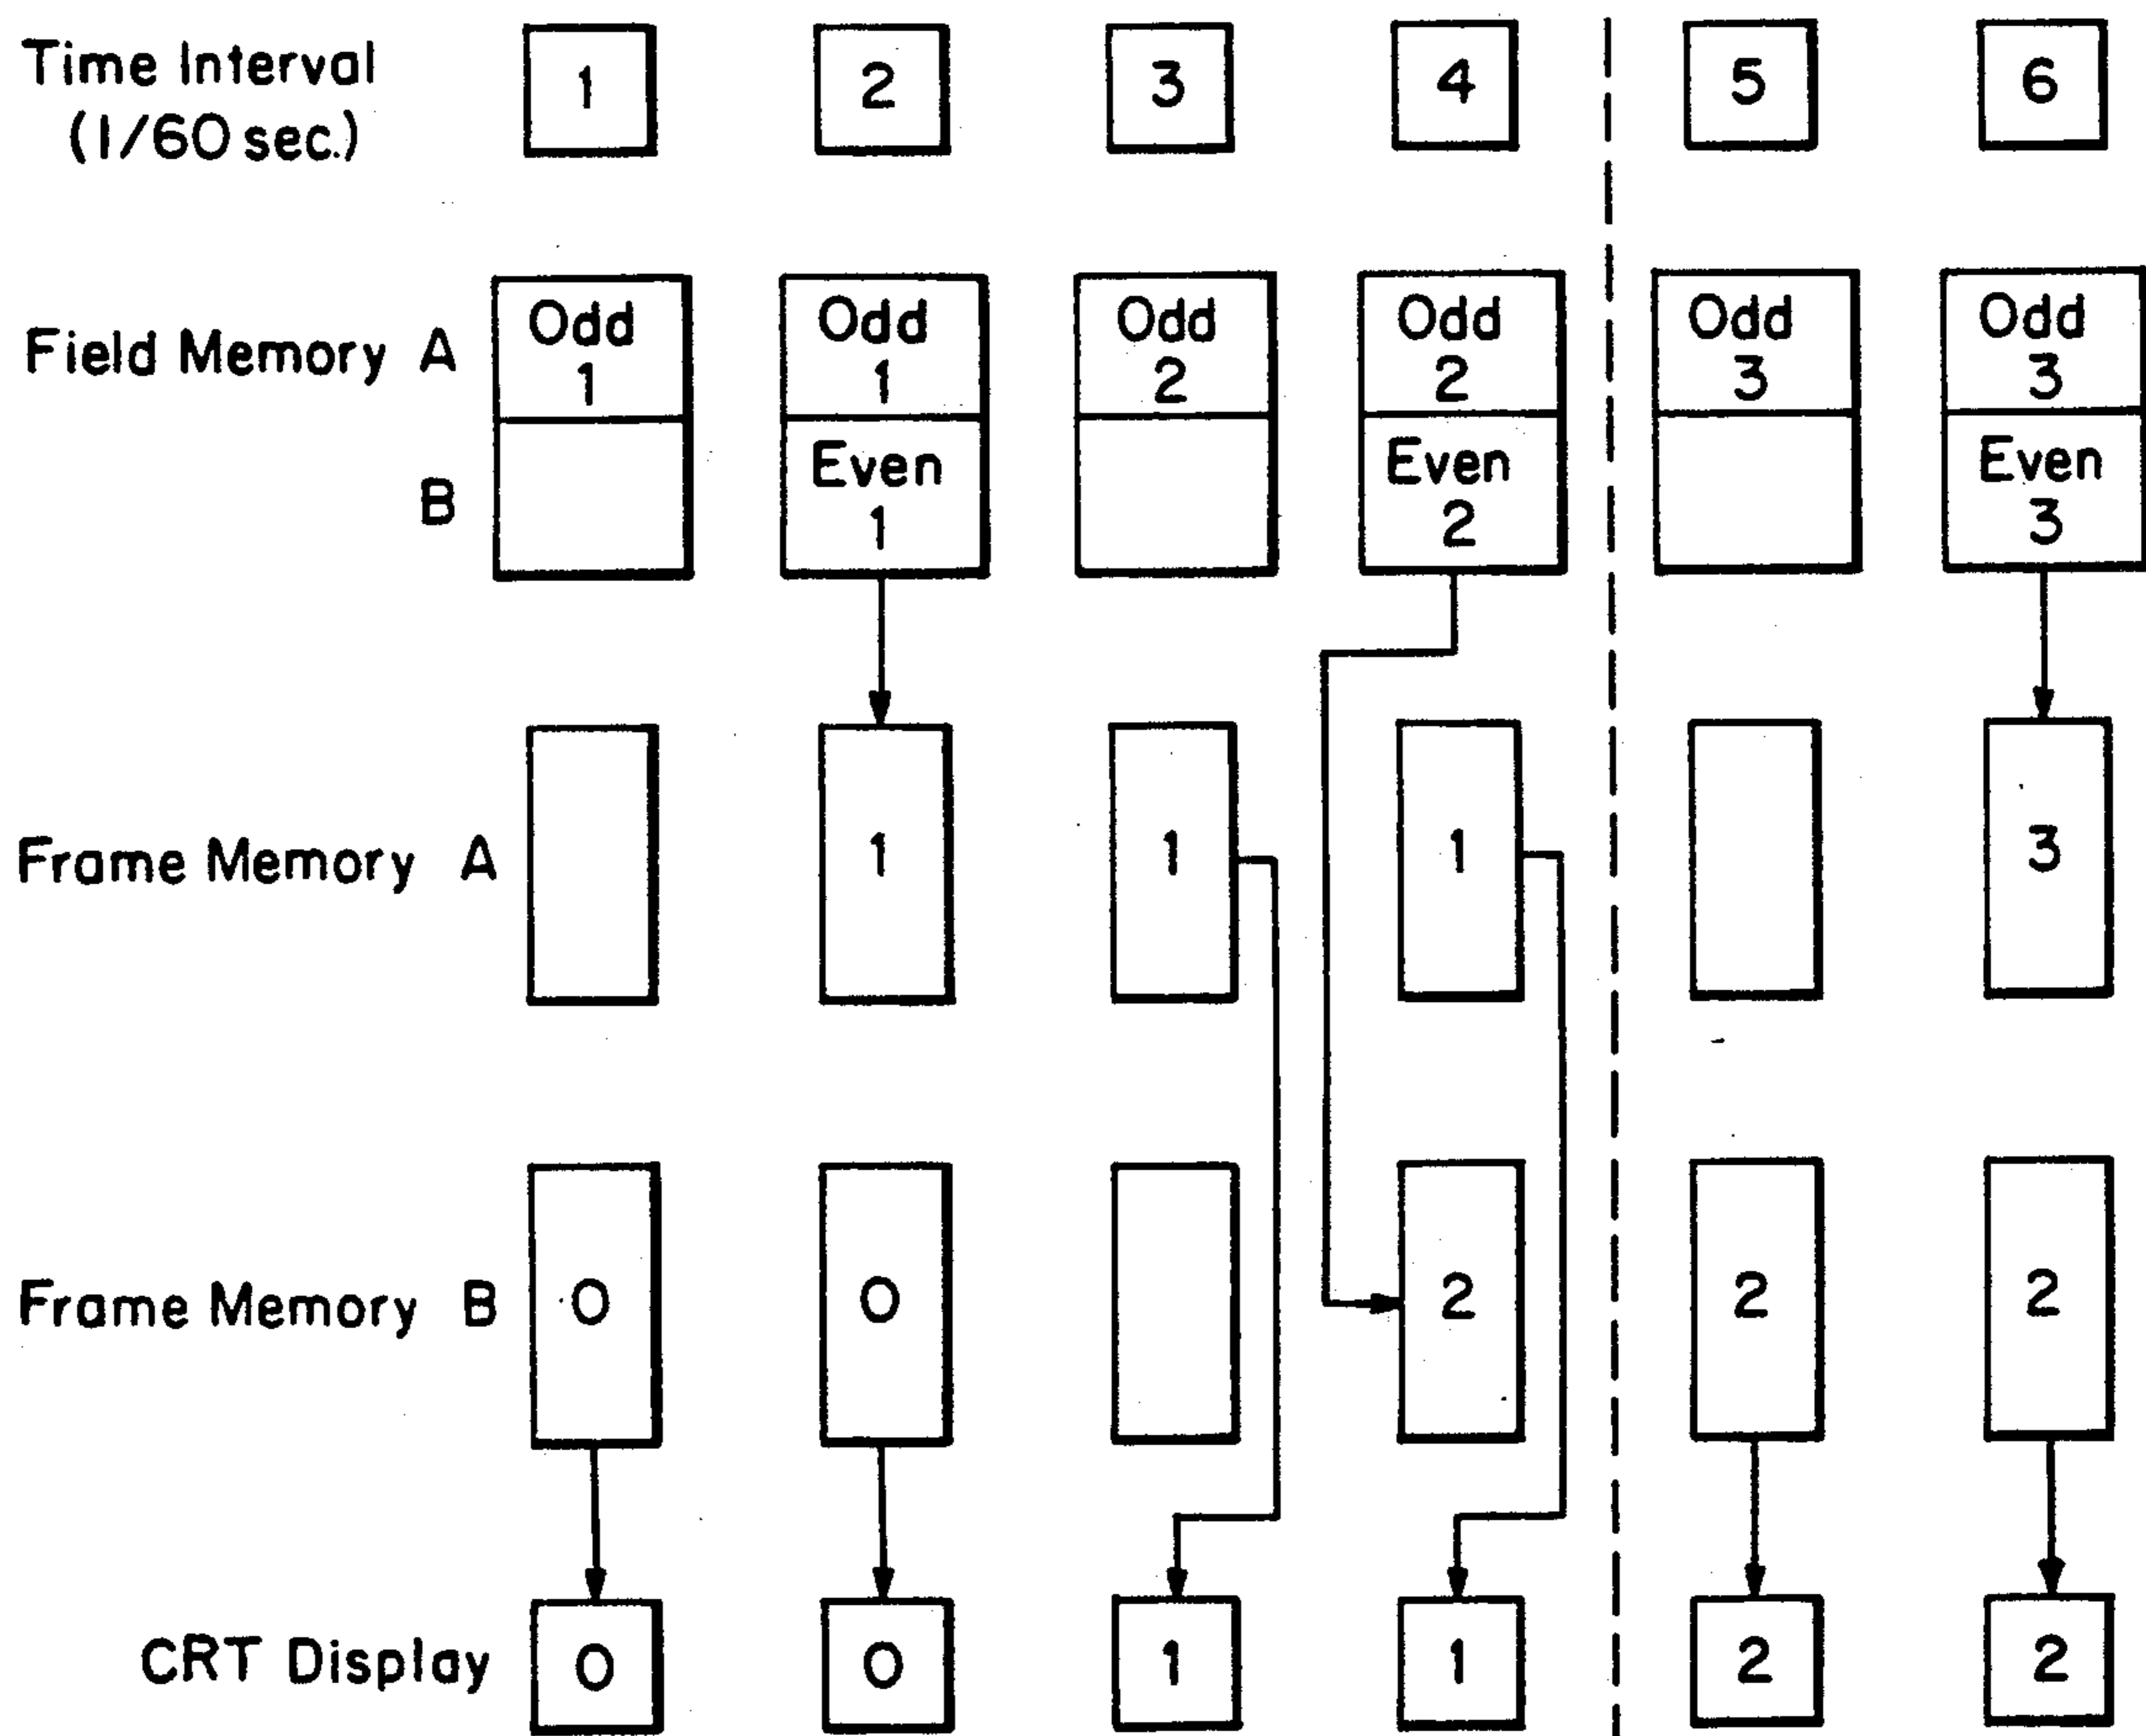 Time Interval
(1/60 sec.)
1 2 3 4 5 6
Field Memory A
Odd 1
Odd 1
Odd 2
Odd 2
Odd 3
Odd 3
B
Even 1
Even 2
Even 3
Frame Memory A
1 1 1 3
Frame Memory B
0 0 2 2 2
CRT Display
0 0 1 1 2 2